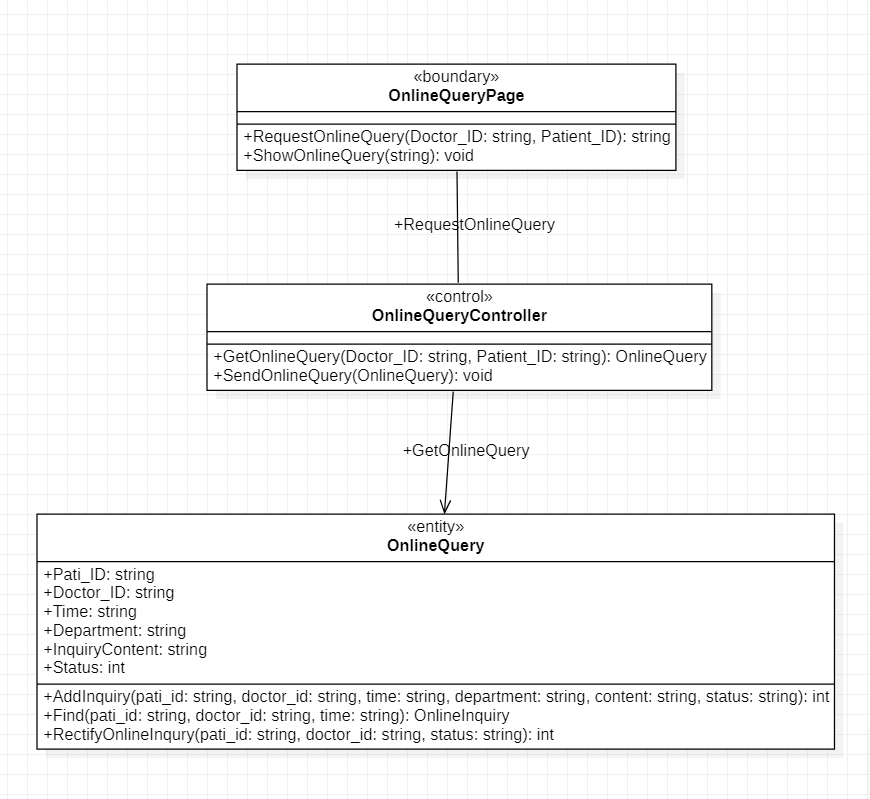 «boundary»
OnlineQueryPage
+RequestOnlineQuery(Doctor_ID: string, Patient_ID): string
+ShowOnlineQuery(string): void
+RequestOnlineQuery
«control»
OnlineQueryController
+GetOnlineQuery(Doctor_ID: string, Patient_ID: string): OnlineQuery
+SendOnlineQuery(OnlineQuery): void
+GetOnlineQuery
«entity»
OnlineQuery
+Pati_ID: string
+Doctor_ID: string
+Time: string
+Department: string
+InquiryContent: string
+Status: int
+AddInquiry(pati_id: string, doctor_id: string, time: string, department: string, content: string, status: string): int
+Find(pati_id: string, doctor_id: string, time: string): OnlineInquiry
+RectifyOnlineInqury(pati_id: string, doctor_id: string, status: string): int